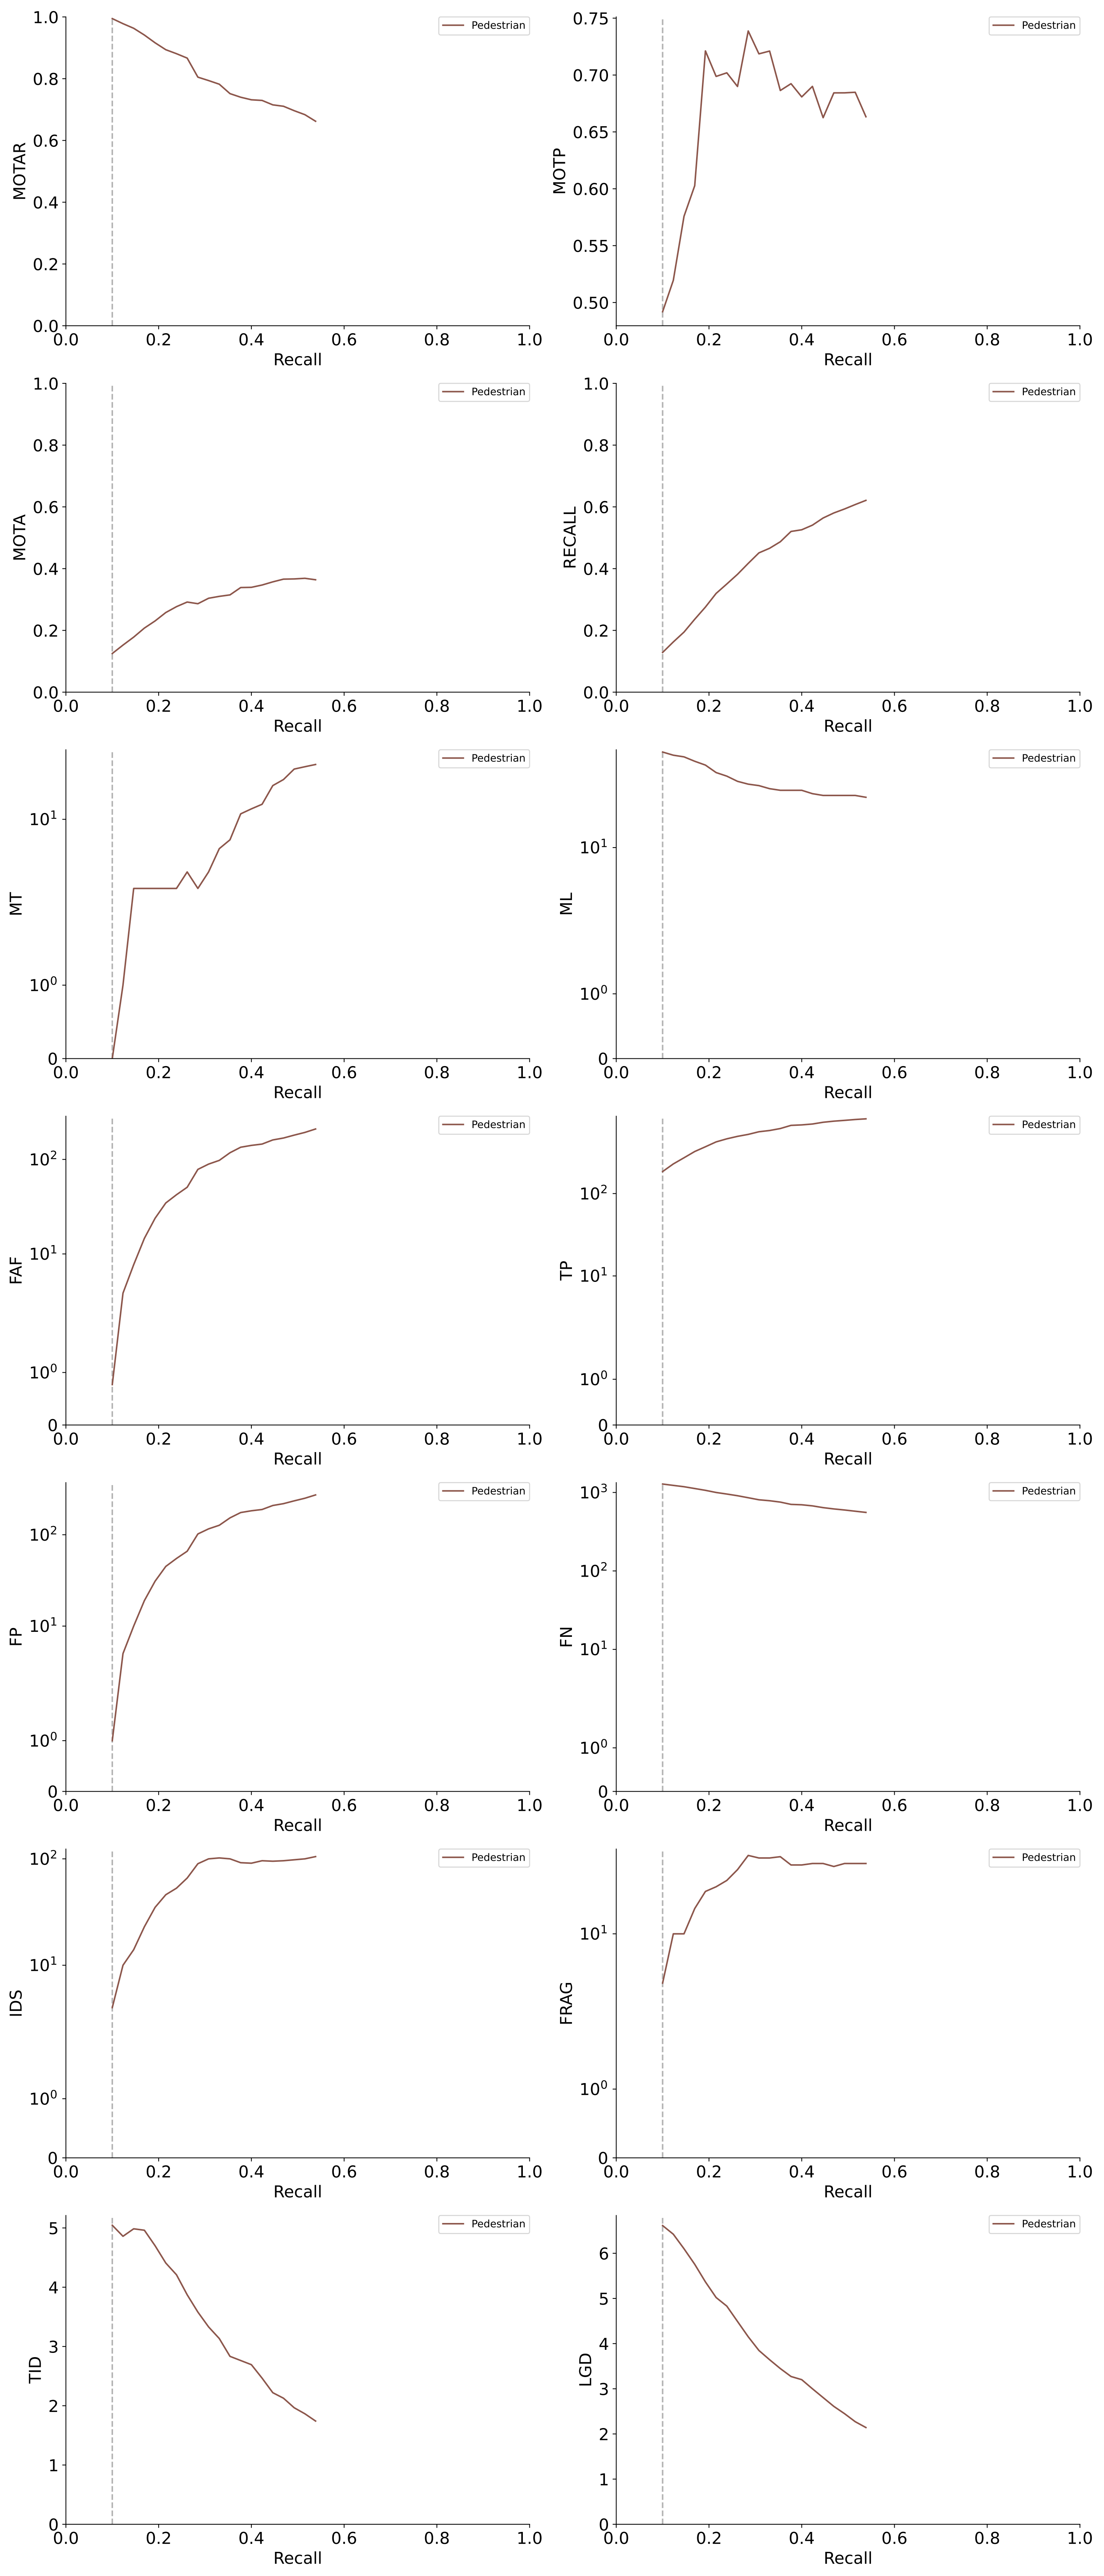 Pedestrian
1.0
0.8
0.6
0.4
0.2
0.0
MOTAR
0.0 0.2 0.4 0.6 0.8 1.0
Recall
Pedestrian
0.75
0.70
0.65
0.60
0.55
0.50
MOTP
0.0 0.2 0.4 0.6 0.8 1.0
Recall
Pedestrian
1.0
0.8
0.6
0.4
0.2
0.0
MOTA
0.0 0.2 0.4 0.6 0.8 1.0
Recall
Pedestrian
1.0
0.8
0.6
0.4
0.2
0.0
RECALL
0.0 0.2 0.4 0.6 0.8 1.0
Recall
Pedestrian
10¹
10⁰
0
MT
0.0 0.2 0.4 0.6 0.8 1.0
Recall
Pedestrian
10¹
10⁰
0
ML
0.0 0.2 0.4 0.6 0.8 1.0
Recall
Pedestrian
10²
10¹
10⁰
0
FAF
0.0 0.2 0.4 0.6 0.8 1.0
Recall
Pedestrian
10²
10¹
10⁰
0
TP
0.0 0.2 0.4 0.6 0.8 1.0
Recall
Pedestrian
10²
10¹
10⁰
0
FP
0.0 0.2 0.4 0.6 0.8 1.0
Recall
Pedestrian
10³
10²
10¹
10⁰
0
FN
0.0 0.2 0.4 0.6 0.8 1.0
Recall
Pedestrian
10²
10¹
10⁰
0
IDS
0.0 0.2 0.4 0.6 0.8 1.0
Recall
Pedestrian
10¹
10⁰
0
FRAG
0.0 0.2 0.4 0.6 0.8 1.0
Recall
Pedestrian
5
4
3
2
1
0
TID
0.0 0.2 0.4 0.6 0.8 1.0
Recall
Pedestrian
6
5
4
3
2
1
0
LGD
0.0 0.2 0.4 0.6 0.8 1.0
Recall